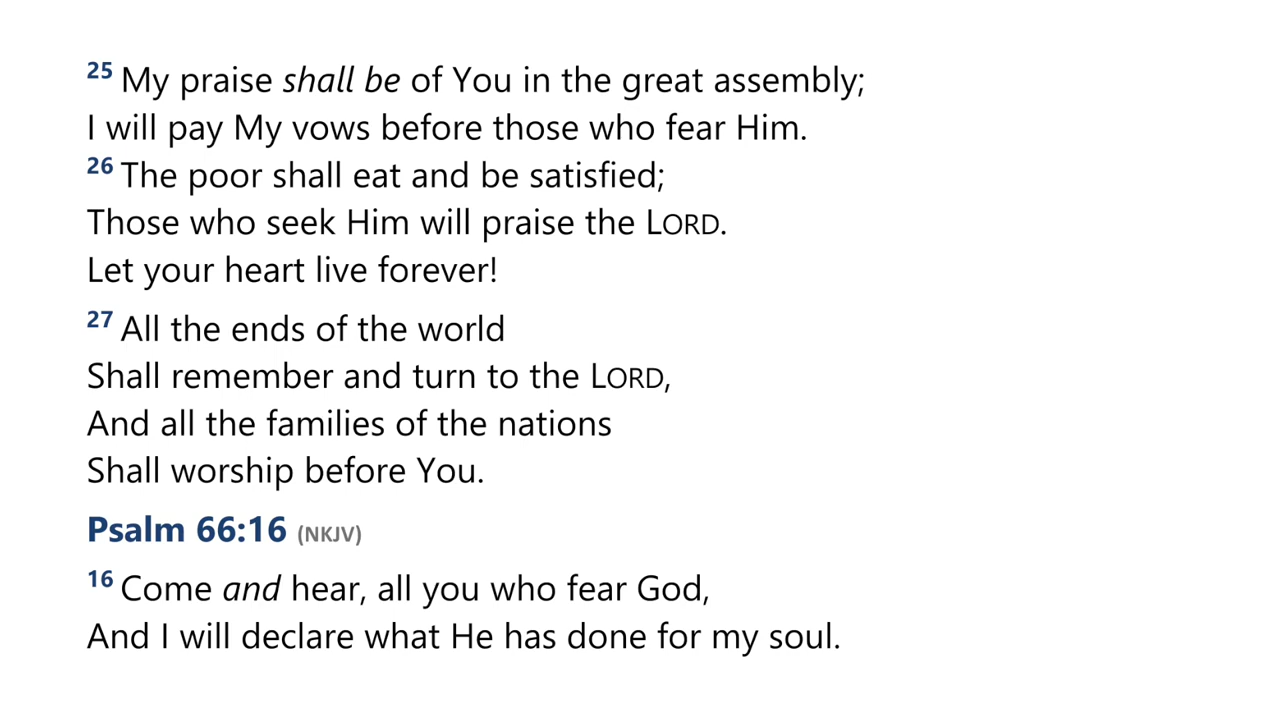 25 My praise shall be of You in the great assembly;
I will pay My vows before those who fear Him.
26 The poor shall eat and be satisfied;
Those who seek Him will praise the LORD.
Let your heart live forever!
27 All the ends of the world
Shall remember and turn to the LORD,
And all the families of the nations
Shall worship before You.
Psalm 66:16 (NKJV)
16 Come and hear, all you who fear God,
And I will declare what He has done for my soul.